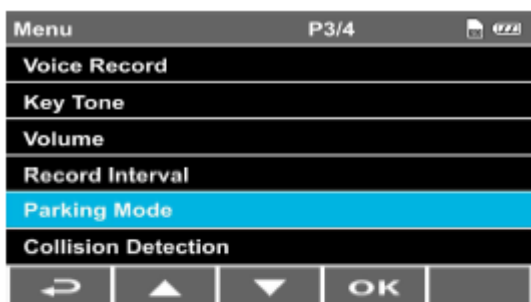 Menu P3/4
Voice Record
Key Tone
Volume
Record Interval
Parking Mode
Collision Detection
OK